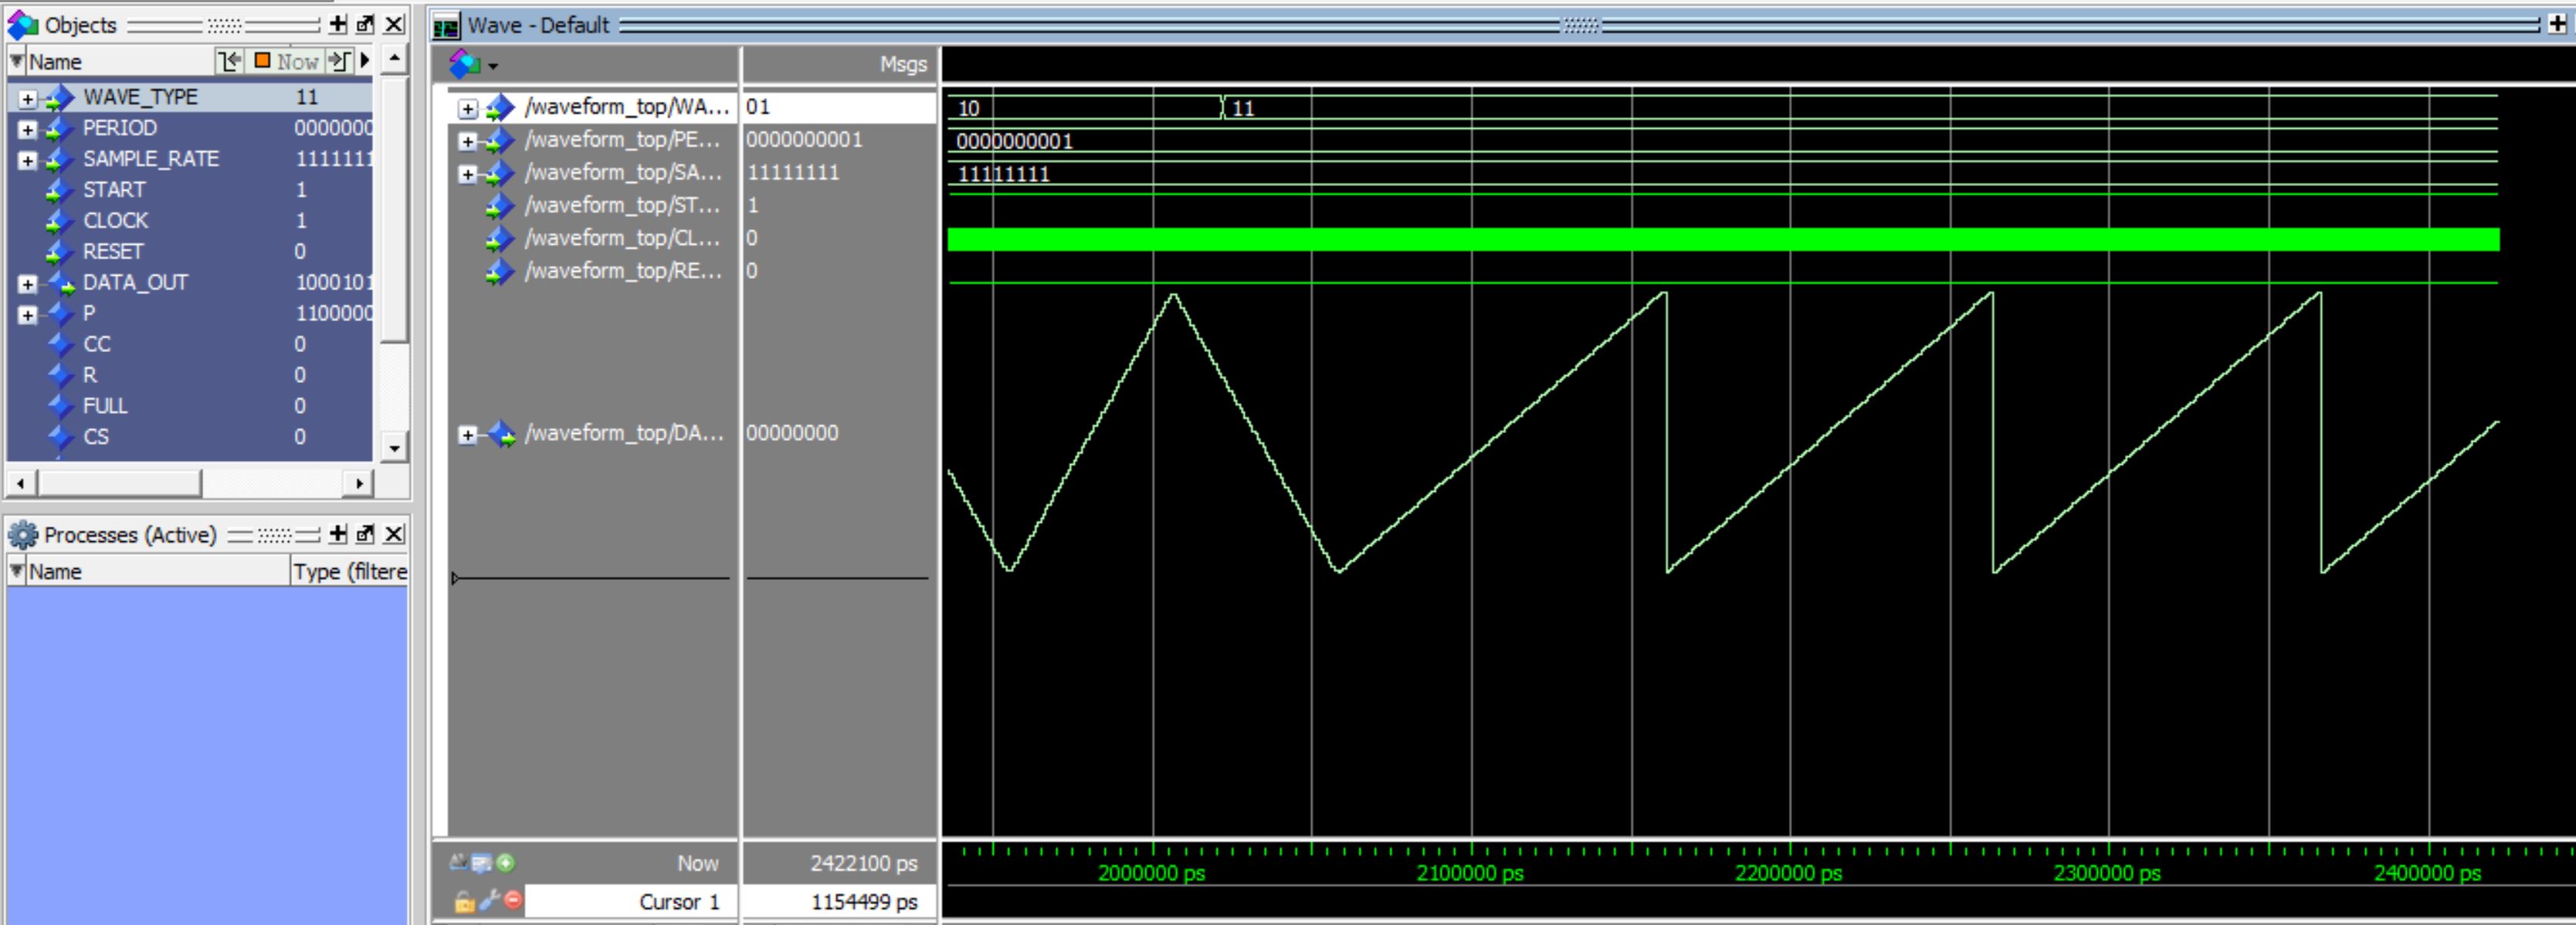 Objects
Name Now
WAVE_TYPE 11
PERIOD 0000000
SAMPLE_RATE 1111111
START 1
CLOCK 1
RESET 0
DATA_OUT 1000101
P 1100000
CC 0
R 0
FULL 0
CS 0
Processes (Active)
Name Type (filtere
Wave - Default
Msgs
/waveform_top/WA... 01 10 11
/waveform_top/PE... 0000000001 0000000001
/waveform_top/SA... 11111111 11111111
/waveform_top/ST... 1
/waveform_top/CL... 0
/waveform_top/RE... 0
/waveform_top/DA... 00000000
Now 2422100 ps 2000000 ps 2100000 ps 2200000 ps 2300000 ps 2400000 ps
Cursor 1 1154499 ps